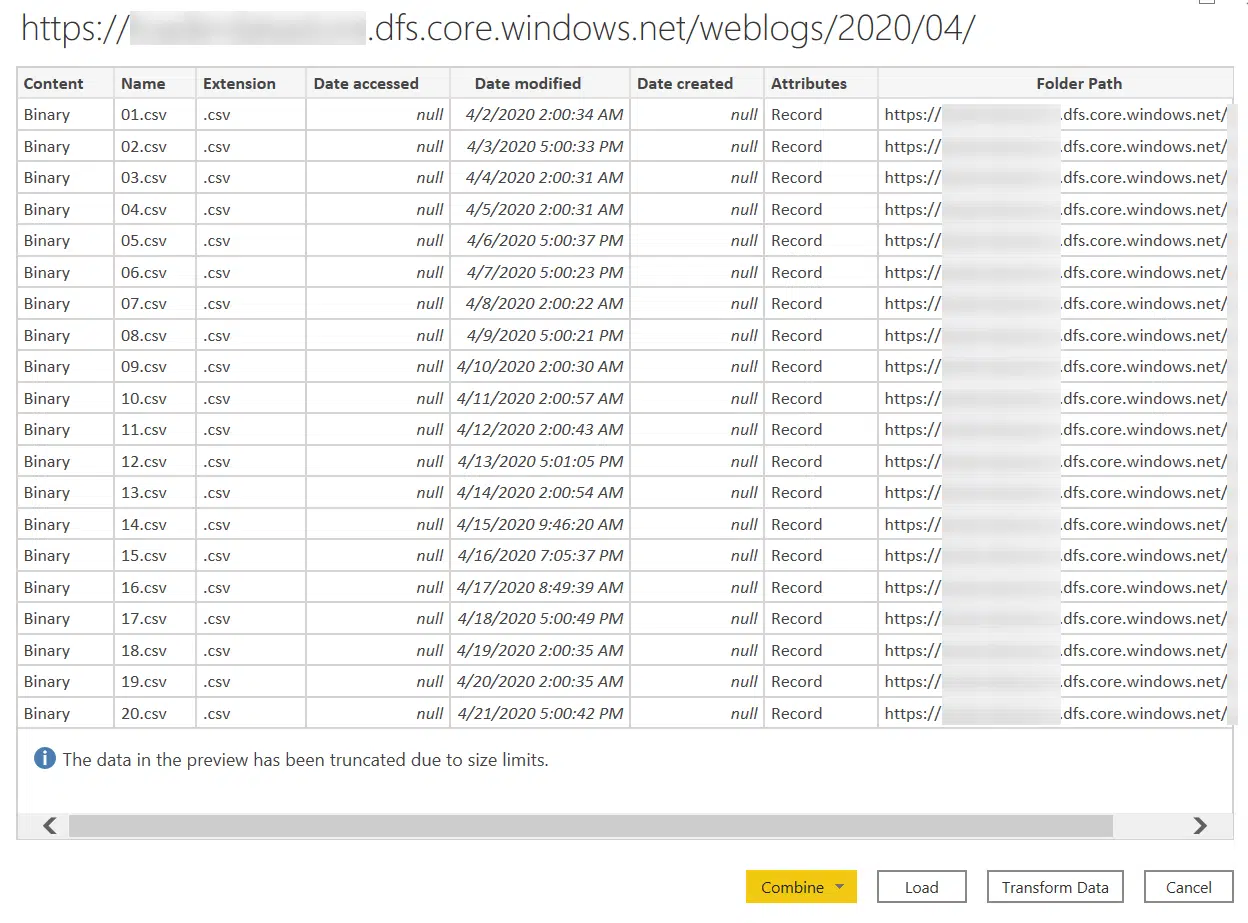 https:// .dfs.core.windows.net/weblogs/2020/04/
Content Name Extension Date accessed Date modified Date created Attributes Folder Path
Binary 01.csv .csv null 4/2/2020 2:00:34 AM null Record https:// .dfs.core.windows.net/
Binary 02.csv .csv null 4/3/2020 5:00:33 PM null Record https:// .dfs.core.windows.net/
Binary 03.csv .csv null 4/4/2020 2:00:31 AM null Record https:// .dfs.core.windows.net/
Binary 04.csv .csv null 4/5/2020 2:00:31 AM null Record https:// .dfs.core.windows.net/
Binary 05.csv .csv null 4/6/2020 5:00:37 PM null Record https:// .dfs.core.windows.net/
Binary 06.csv .csv null 4/7/2020 5:00:23 PM null Record https:// .dfs.core.windows.net/
Binary 07.csv .csv null 4/8/2020 2:00:22 AM null Record https:// .dfs.core.windows.net/
Binary 08.csv .csv null 4/9/2020 5:00:21 PM null Record https:// .dfs.core.windows.net/
Binary 09.csv .csv null 4/10/2020 2:00:30 AM null Record https:// .dfs.core.windows.net/
Binary 10.csv .csv null 4/11/2020 2:00:57 AM null Record https:// .dfs.core.windows.net/
Binary 11.csv .csv null 4/12/2020 2:00:43 AM null Record https:// .dfs.core.windows.net/
Binary 12.csv .csv null 4/13/2020 5:01:05 PM null Record https:// .dfs.core.windows.net/
Binary 13.csv .csv null 4/14/2020 2:00:54 AM null Record https:// .dfs.core.windows.net/
Binary 14.csv .csv null 4/15/2020 9:46:20 AM null Record https:// .dfs.core.windows.net/
Binary 15.csv .csv null 4/16/2020 7:05:37 PM null Record https:// .dfs.core.windows.net/
Binary 16.csv .csv null 4/17/2020 8:49:39 AM null Record https:// .dfs.core.windows.net/
Binary 17.csv .csv null 4/18/2020 5:00:49 PM null Record https:// .dfs.core.windows.net/
Binary 18.csv .csv null 4/19/2020 2:00:35 AM null Record https:// .dfs.core.windows.net/
Binary 19.csv .csv null 4/20/2020 2:00:35 AM null Record https:// .dfs.core.windows.net/
Binary 20.csv .csv null 4/21/2020 5:00:42 PM null Record https:// .dfs.core.windows.net/
The data in the preview has been truncated due to size limits.
Combine Load Transform Data Cancel